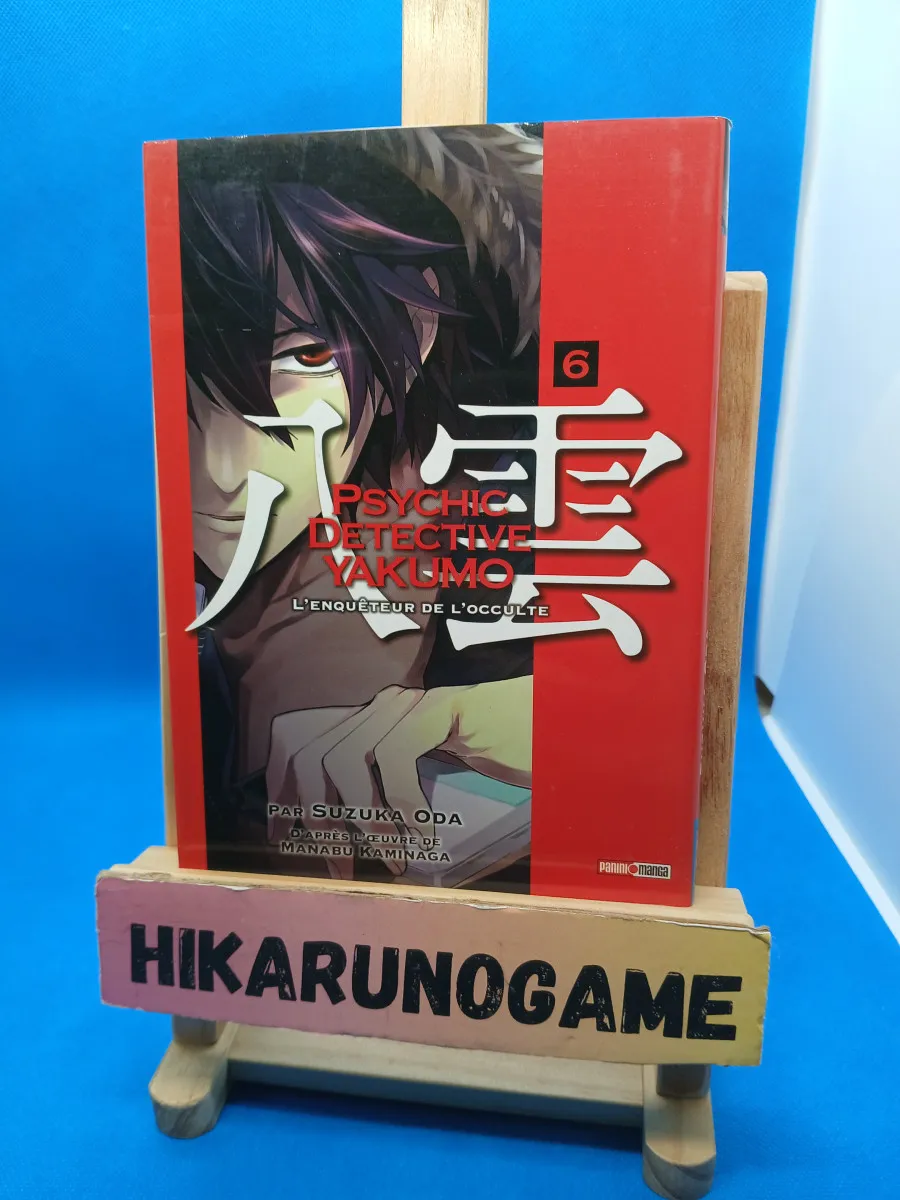 6
八雲
PSYCHIC
DETECTIVE
YAKUMO
L'ENQUÊTEUR DE L'OCCULTE
PAR SUZUKA ODA
D'APRÈS L'ŒUVRE DE
MANABU KAMINAGA
PANINI manga
HIKARUNOGAME